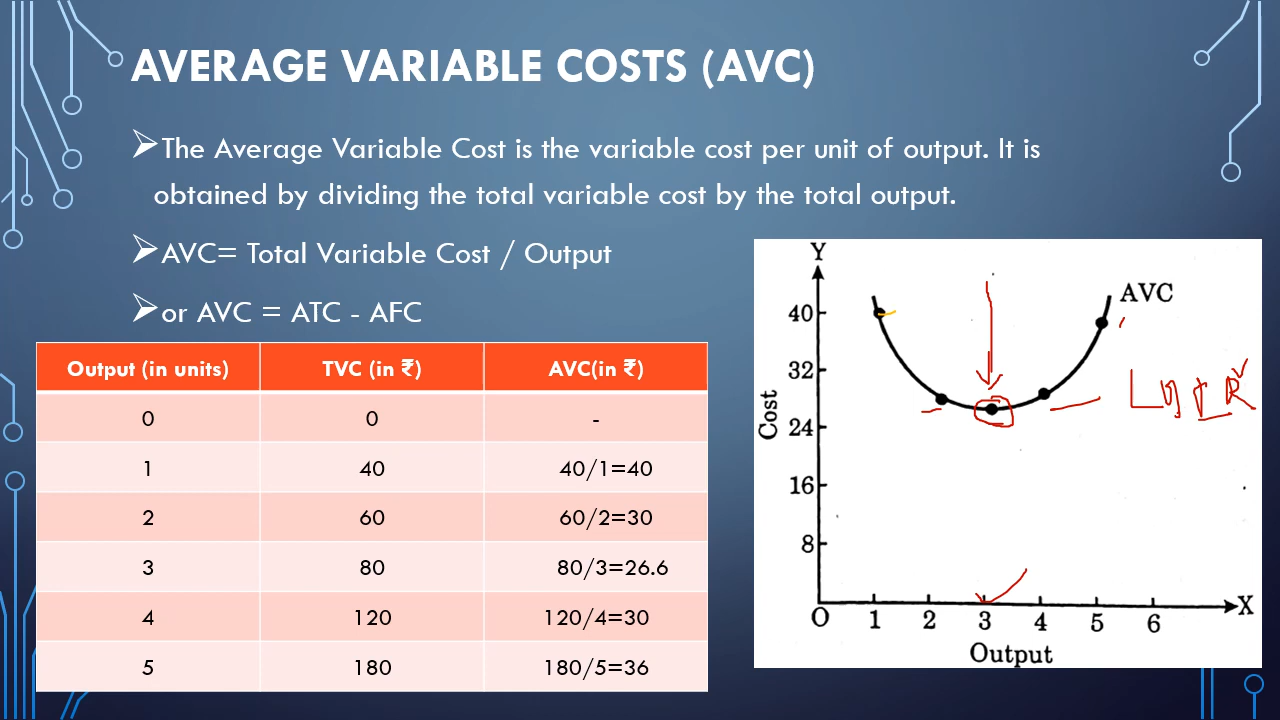 AVERAGE VARIABLE COSTS (AVC)
The Average Variable Cost is the variable cost per unit of output. It is
obtained by dividing the total variable cost by the total output.
AVC= Total Variable Cost / Output
or AVC = ATC - AFC
Output (in units) TVC (in ₹) AVC(in ₹)
0 0 -
1 40 40/1=40
2 60 60/2=30
3 80 80/3=26.6
4 120 120/4=30
5 180 180/5=36
Y
AVC
40
32
24
16
8
Cost
O 1 2 3 4 5 6 X
Output